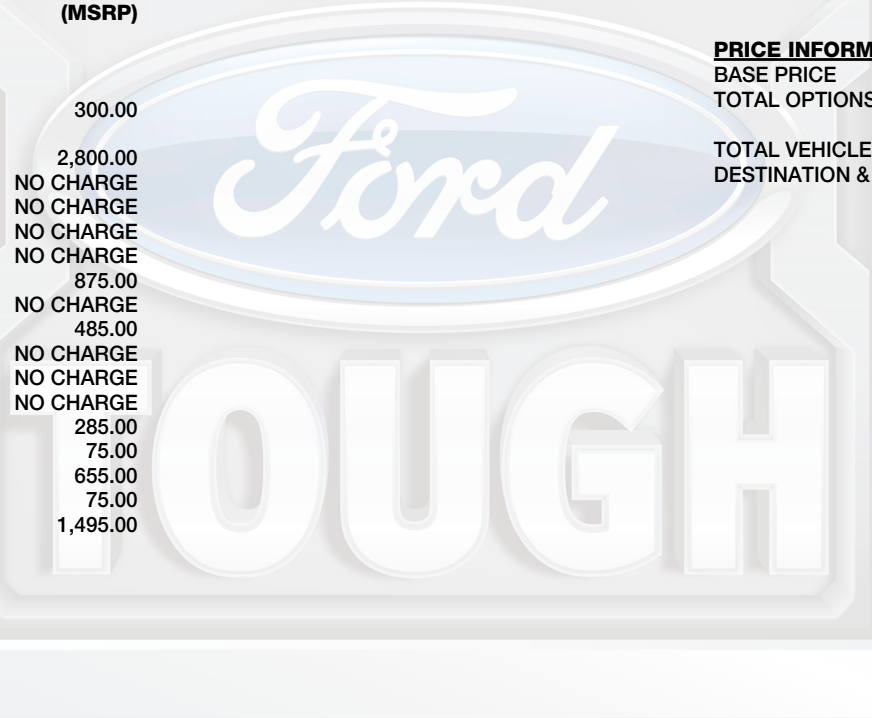 (MSRP)
300.00
2,800.00
NO CHARGE
NO CHARGE
NO CHARGE
NO CHARGE
875.00
NO CHARGE
485.00
NO CHARGE
NO CHARGE
NO CHARGE
285.00
75.00
655.00
75.00
1,495.00
PRICE INFORM
BASE PRICE
TOTAL OPTIONS
TOTAL VEHICLE
DESTINATION &
Ford
TOUGH